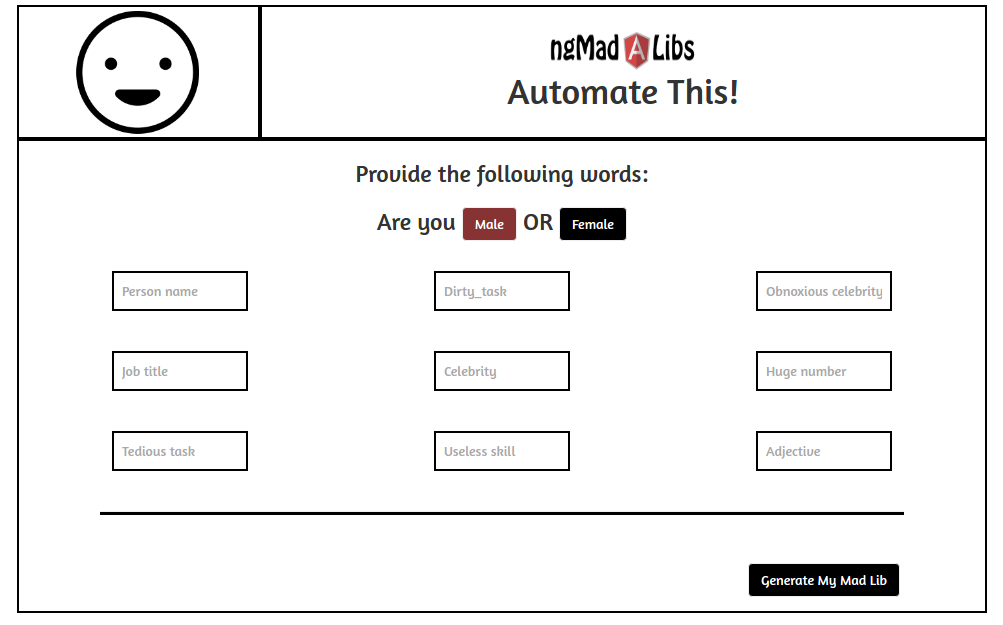 ngMad A Libs
Automate This!
Provide the following words:
Are you Male OR Female
Person name Dirty_task Obnoxious celebrity
Job title Celebrity Huge number
Tedious task Useless skill Adjective
Generate My Mad Lib